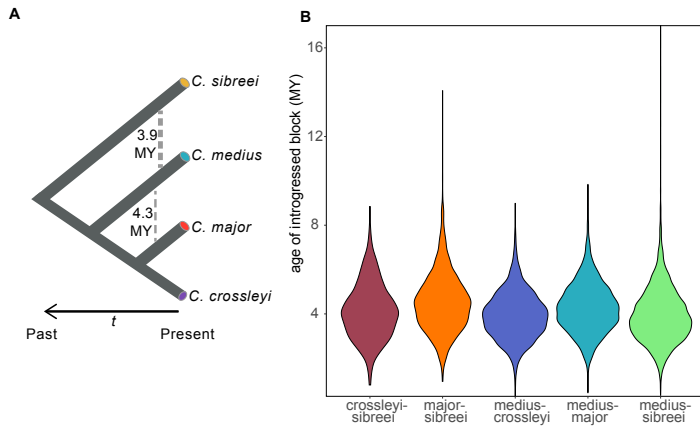 A
C. sibreei
3.9
MY
C. medius
4.3
MY
C. major
C. crossleyi
t
Past
Present
B
age of introgressed block (MY)
16
12
8
4
crossleyi-
sibreei
major-
sibreei
medius-
crossleyi
medius-
major
medius-
sibreei